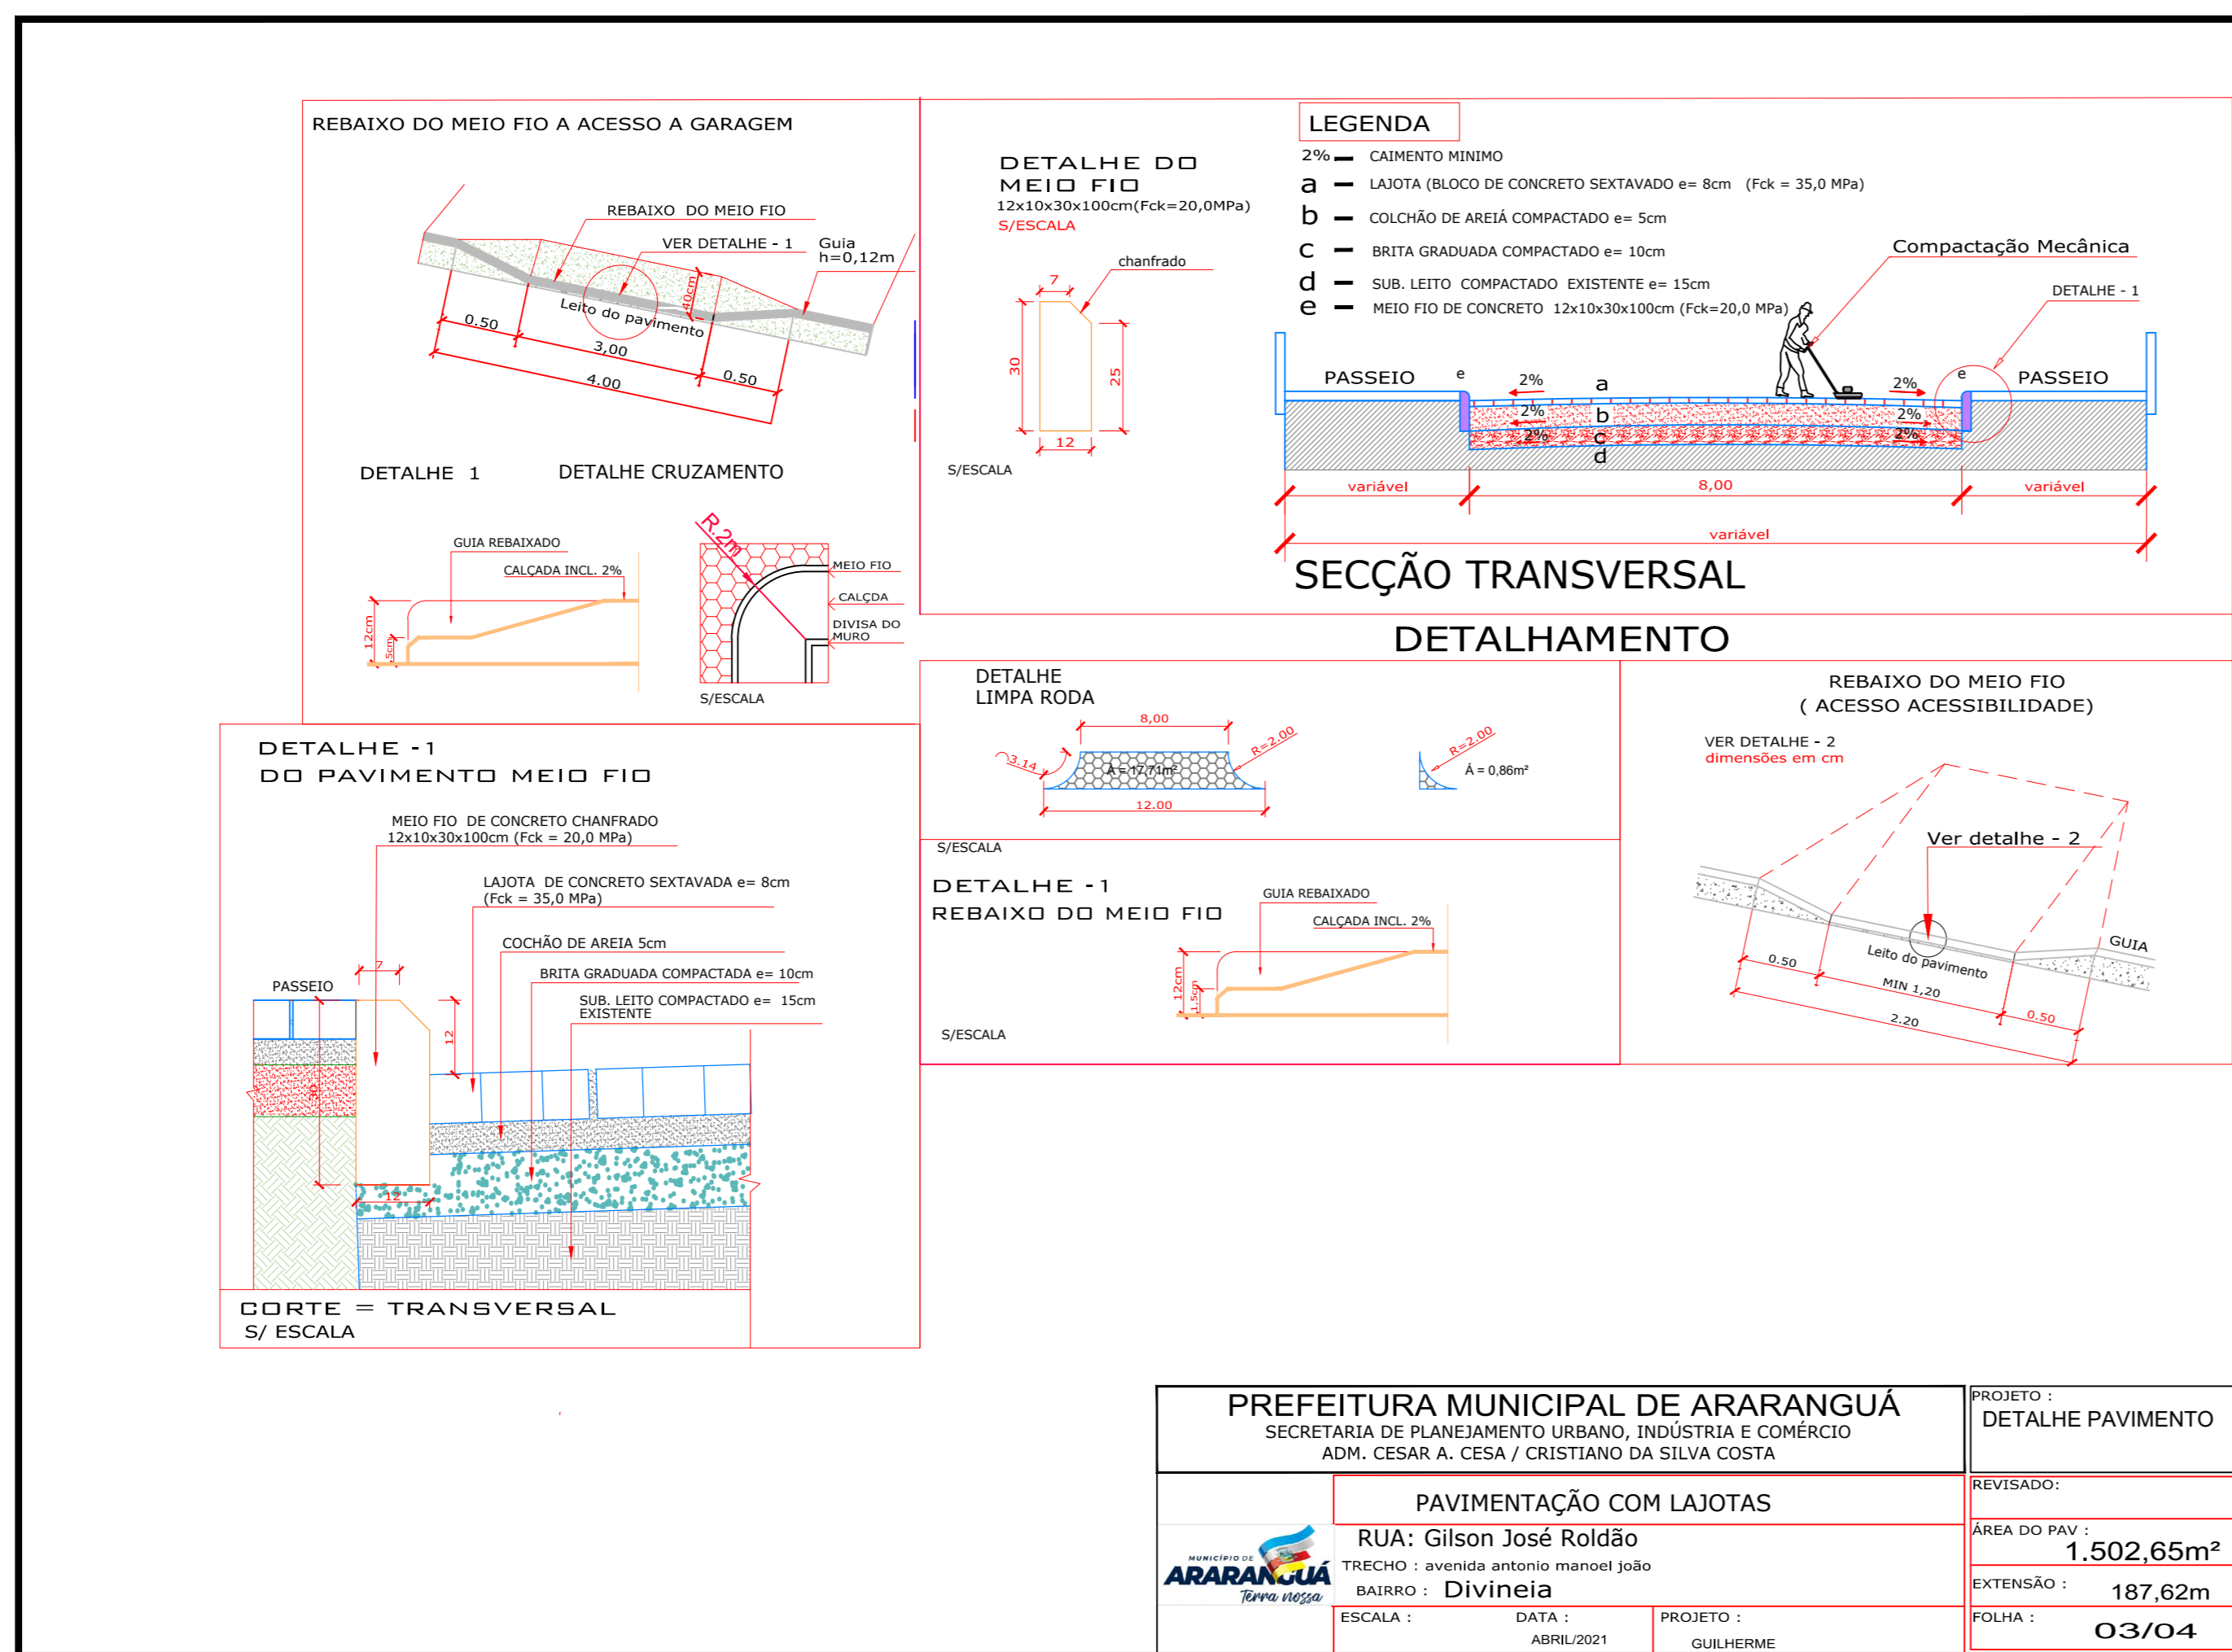 REBAIXO DO MEIO FIO A ACESSO A GARAGEM
REBAIXO DO MEIO FIO
VER DETALHE - 1
Guia
h=0,12m
40cm
Leito do pavimento
0.50
3,00
0.50
4.00
DETALHE 1
DETALHE CRUZAMENTO
GUIA REBAIXADO
CALÇADA INCL. 2%
12cm
R.2m
MEIO FIO
CALÇDA
DIVISA DO
MURO
S/ESCALA
DETALHE DO
MEIO FIO
12x10x30x100cm(Fck=20,0MPa)
S/ESCALA
chanfrado
7
30
25
12
S/ESCALA
LEGENDA
2% CAIMENTO MINIMO
a LAJOTA (BLOCO DE CONCRETO SEXTAVADO e= 8cm (Fck = 35,0 MPa)
b COLCHÃO DE AREIÁ COMPACTADO e= 5cm
c BRITA GRADUADA COMPACTADO e= 10cm
d SUB. LEITO COMPACTADO EXISTENTE e= 15cm
e MEIO FIO DE CONCRETO 12x10x30x100cm (Fck=20,0 MPa)
Compactação Mecânica
DETALHE - 1
PASSEIO
e
2%
a
2%
e
PASSEIO
2%
b
2%
2%
c
2%
d
variável
8,00
variável
variável
SECÇÃO TRANSVERSAL
DETALHAMENTO
DETALHE
LIMPA RODA
8,00
3.14
R=2.00
A = 17,71m²
12.00
R=2.00
Á = 0,86m²
S/ESCALA
DETALHE -1
REBAIXO DO MEIO FIO
GUIA REBAIXADO
CALÇADA INCL. 2%
12cm
1,5cm
S/ESCALA
REBAIXO DO MEIO FIO
( ACESSO ACESSIBILIDADE)
VER DETALHE - 2
dimensões em cm
Ver detalhe - 2
GUIA
Leito do pavimento
0.50
MIN 1,20
0.50
2.20
DETALHE -1
DO PAVIMENTO MEIO FIO
MEIO FIO DE CONCRETO CHANFRADO
12x10x30x100cm (Fck = 20,0 MPa)
LAJOTA DE CONCRETO SEXTAVADA e= 8cm
(Fck = 35,0 MPa)
COCHÃO DE AREIA 5cm
BRITA GRADUADA COMPACTADA e= 10cm
SUB. LEITO COMPACTADO e= 15cm
EXISTENTE
7
PASSEIO
12
30
12
CORTE = TRANSVERSAL
S/ ESCALA
PREFEITURA MUNICIPAL DE ARARANGUÁ
SECRETARIA DE PLANEJAMENTO URBANO, INDÚSTRIA E COMÉRCIO
ADM. CESAR A. CESA / CRISTIANO DA SILVA COSTA
PROJETO :
DETALHE PAVIMENTO
PAVIMENTAÇÃO COM LAJOTAS
REVISADO:
MUNICÍPIO DE
ARARANGUÁ
Terra nossa
RUA: Gilson José Roldão
TRECHO : avenida antonio manoel joão
BAIRRO : Divineia
ÁREA DO PAV :
1.502,65m²
EXTENSÃO : 187,62m
ESCALA :
DATA :
ABRIL/2021
PROJETO :
GUILHERME
FOLHA : 03/04